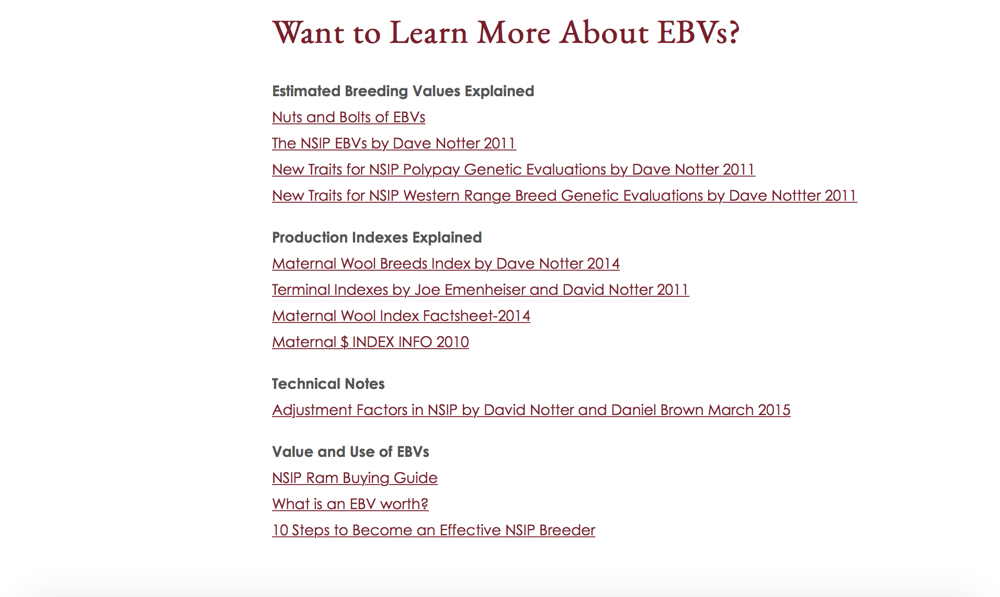 Want to Learn More About EBVs?
Estimated Breeding Values Explained
Nuts and Bolts of EBVs
The NSIP EBVs by Dave Notter 2011
New Traits for NSIP Polypay Genetic Evaluations by Dave Notter 2011
New Traits for NSIP Western Range Breed Genetic Evaluations by Dave Nottter 2011
Production Indexes Explained
Maternal Wool Breeds Index by Dave Notter 2014
Terminal Indexes by Joe Emenheiser and David Notter 2011
Maternal Wool Index Factsheet-2014
Maternal $ INDEX INFO 2010
Technical Notes
Adjustment Factors in NSIP by David Notter and Daniel Brown March 2015
Value and Use of EBVs
NSIP Ram Buying Guide
What is an EBV worth?
10 Steps to Become an Effective NSIP Breeder